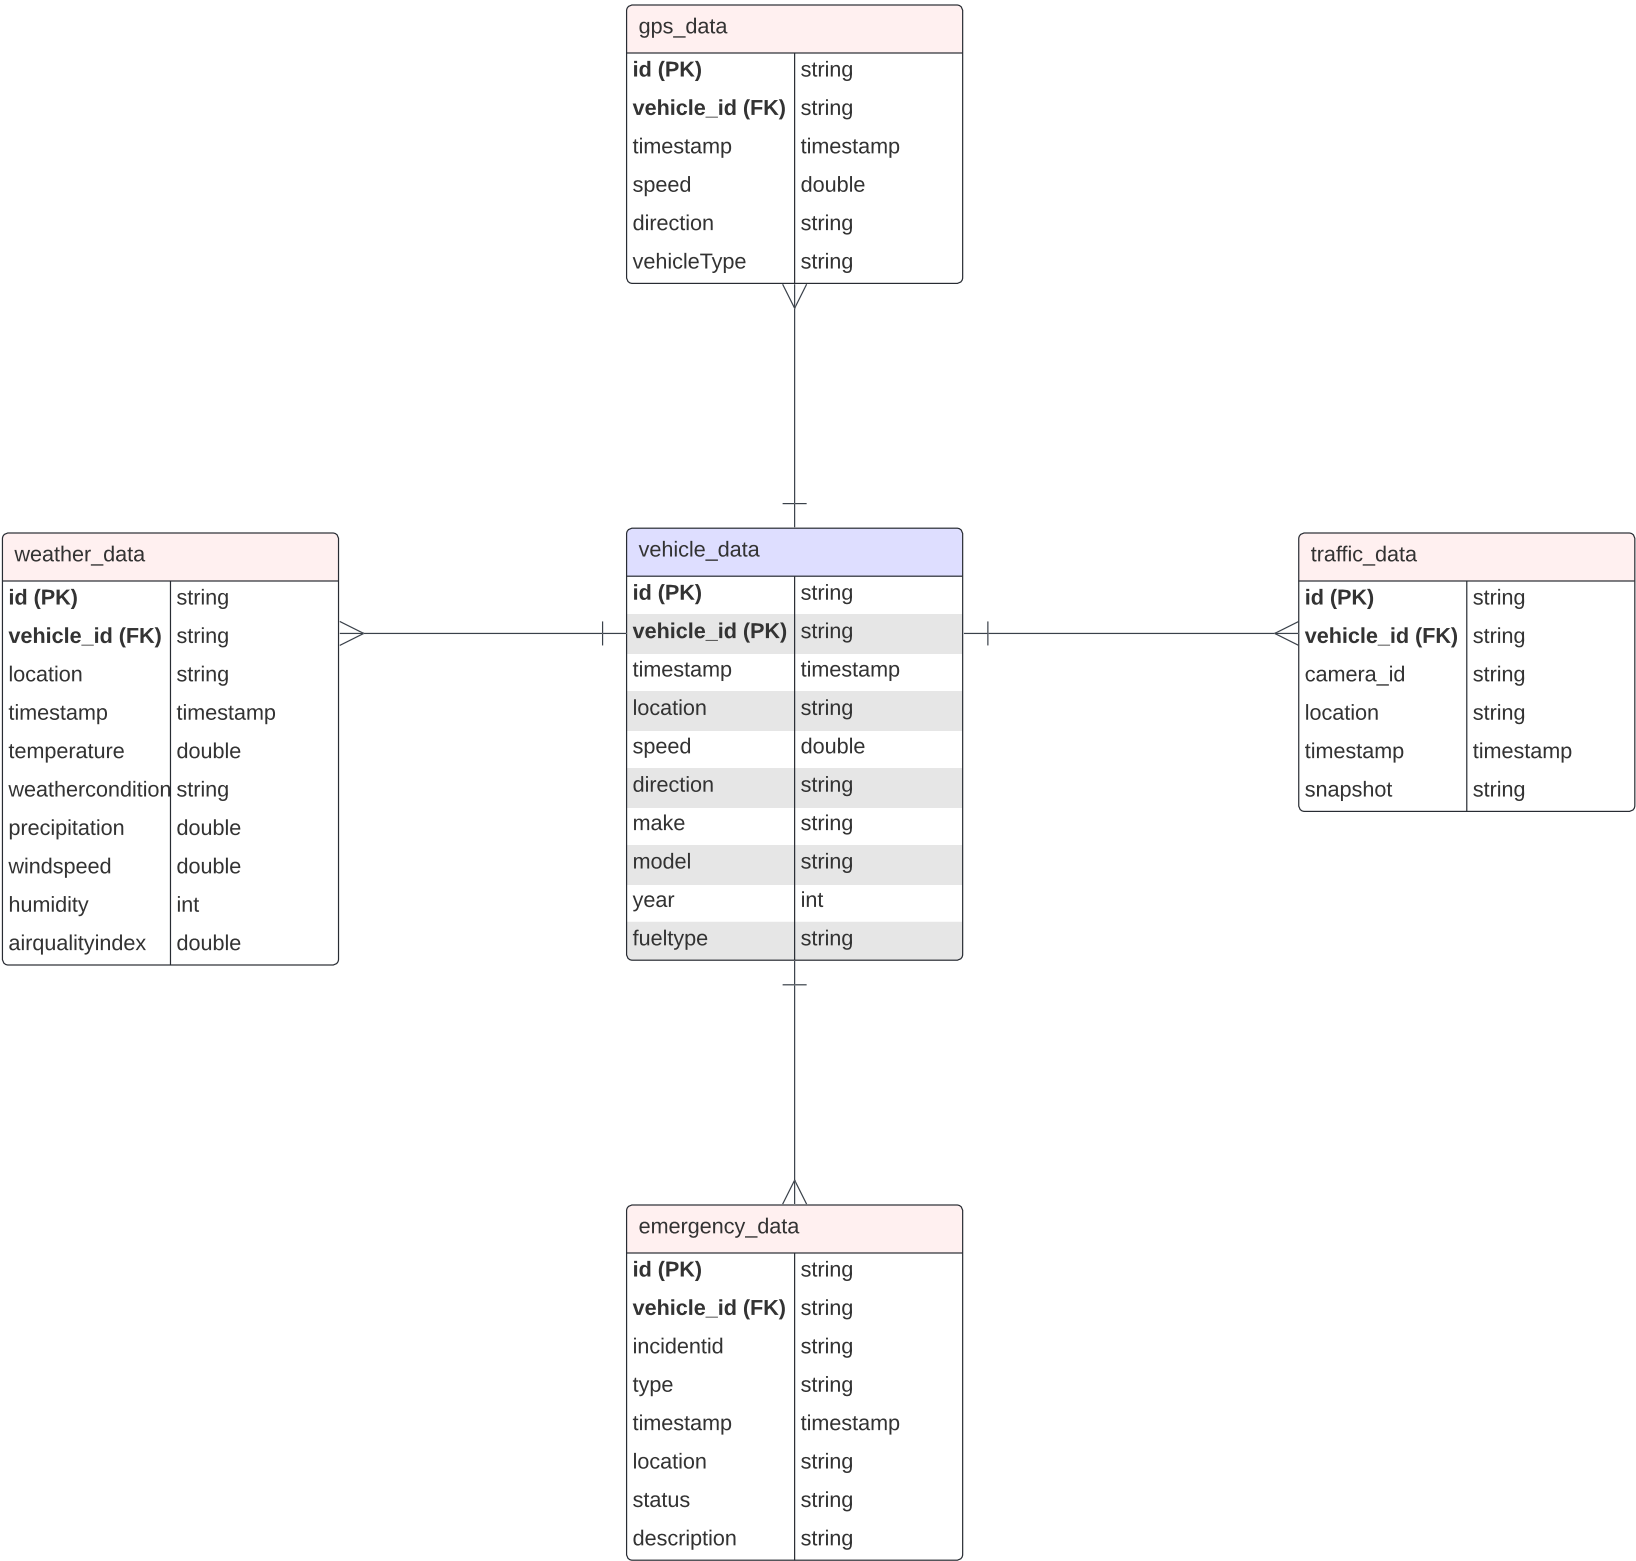 gps_data
id (PK) string
vehicle_id (FK) string
timestamp timestamp
speed double
direction string
vehicleType string
weather_data
id (PK) string
vehicle_id (FK) string
location string
timestamp timestamp
temperature double
weathercondition string
precipitation double
windspeed double
humidity int
airqualityindex double
vehicle_data
id (PK) string
vehicle_id (PK) string
timestamp timestamp
location string
speed double
direction string
make string
model string
year int
fueltype string
traffic_data
id (PK) string
vehicle_id (FK) string
camera_id string
location string
timestamp timestamp
snapshot string
emergency_data
id (PK) string
vehicle_id (FK) string
incidentid string
type string
timestamp timestamp
location string
status string
description string